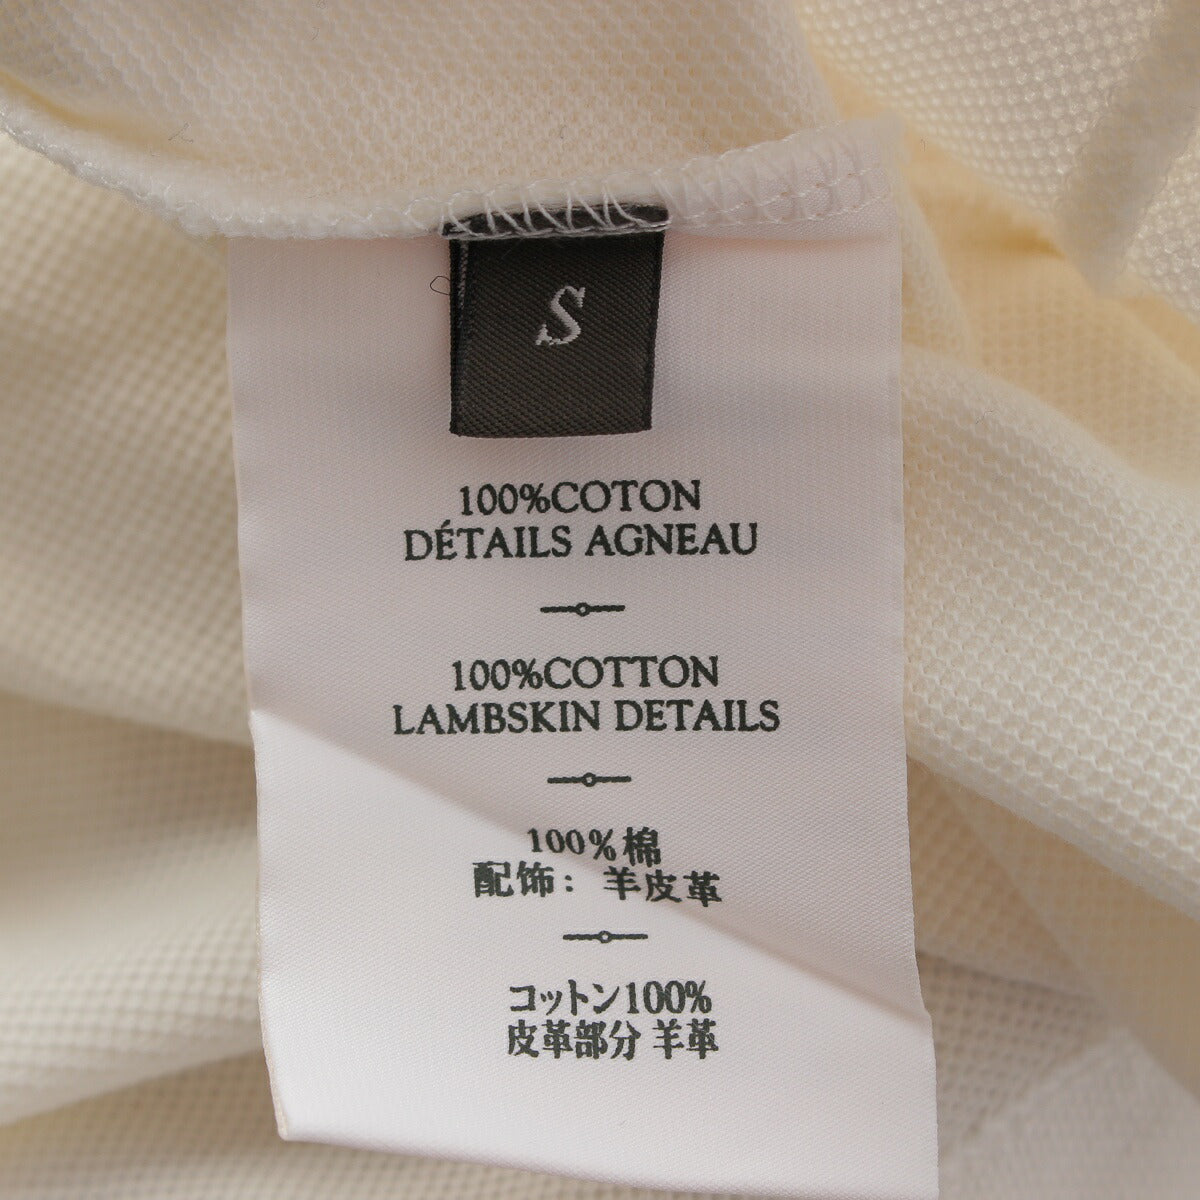 S
100%COTON
DÉTAILS AGNEAU
100%COTTON
LAMBSKIN DETAILS
100%棉
配饰：羊皮革
コットン100%
皮革部分 羊革